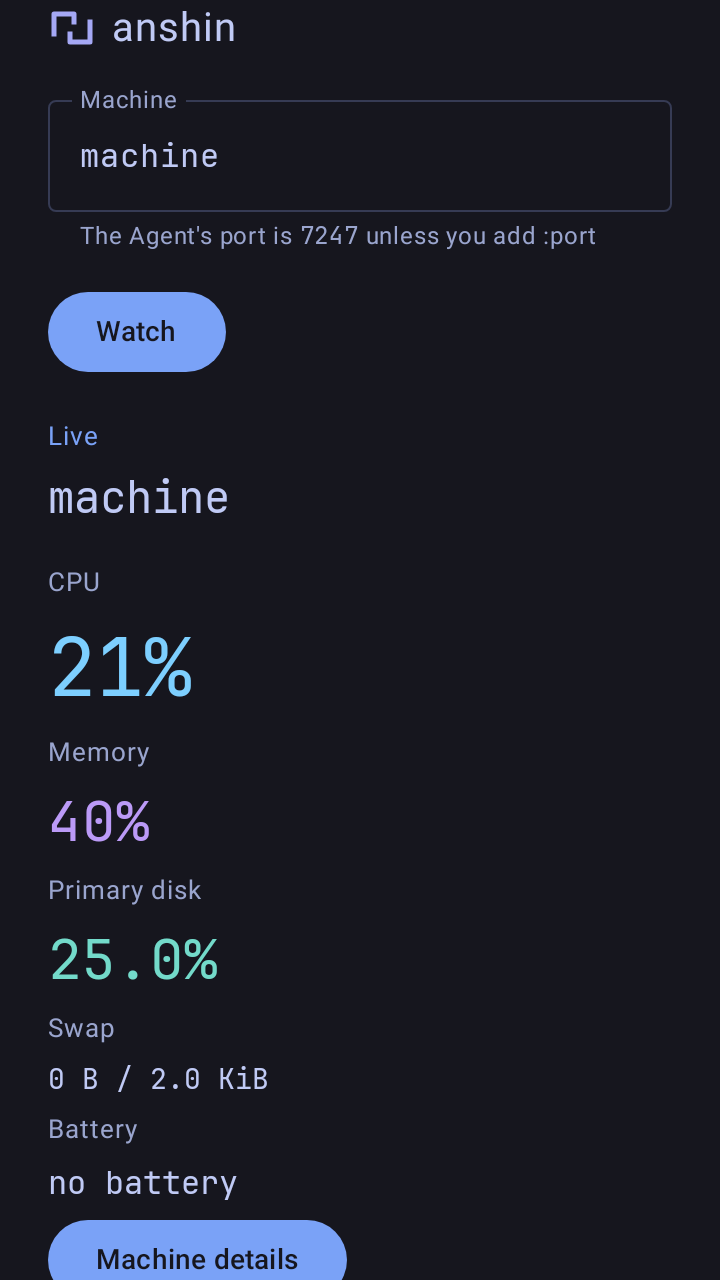 anshin
Machine
machine
The Agent's port is 7247 unless you add :port
Watch
Live
machine
CPU
21%
Memory
40%
Primary disk
25.0%
Swap
0 B / 2.0 KiB
Battery
no battery
Machine details